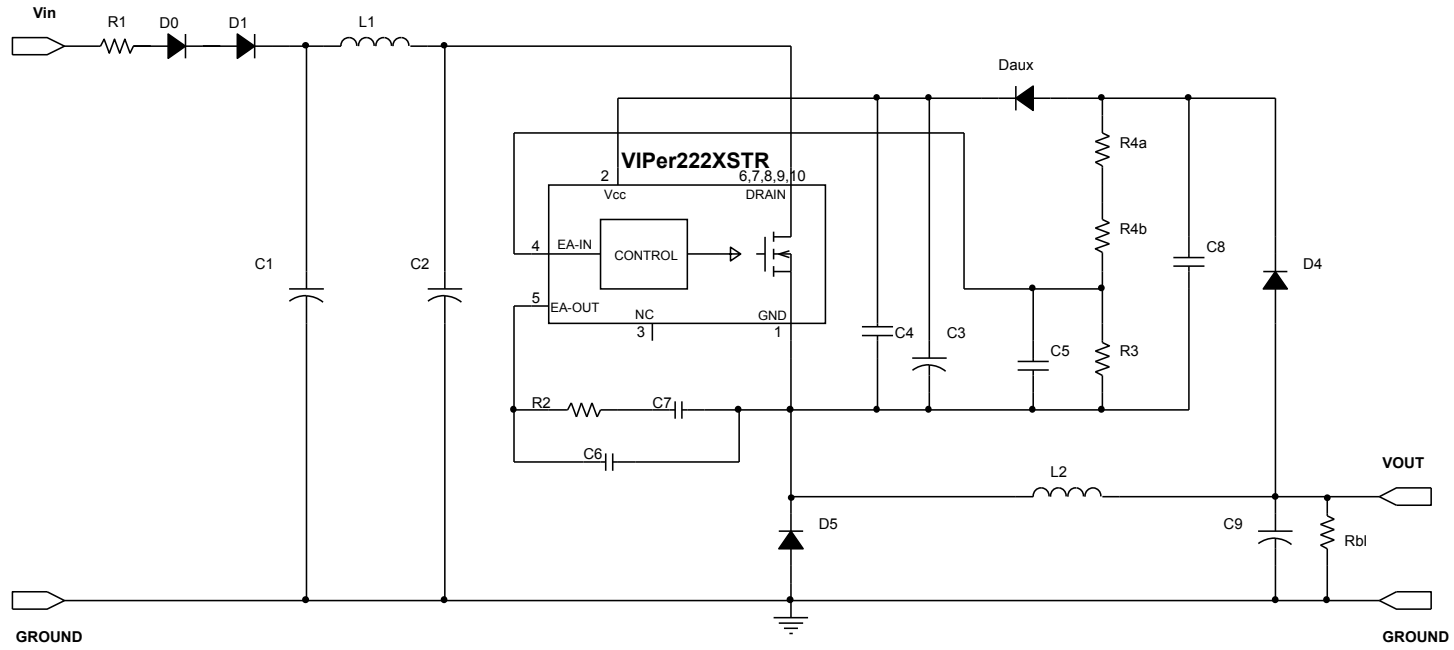 Vin
R1
D0
D1
L1
Daux
R4a
VIPer222XSTR
2
6,7,8,9,10
Vcc
DRAIN
R4b
4
EA-IN
CONTROL
C1
C2
C8
D4
5
EA-OUT
NC
GND
3
1
C4
C3
C5
R3
R2
C7
C6
L2
VOUT
D5
C9
Rbl
GROUND
GROUND